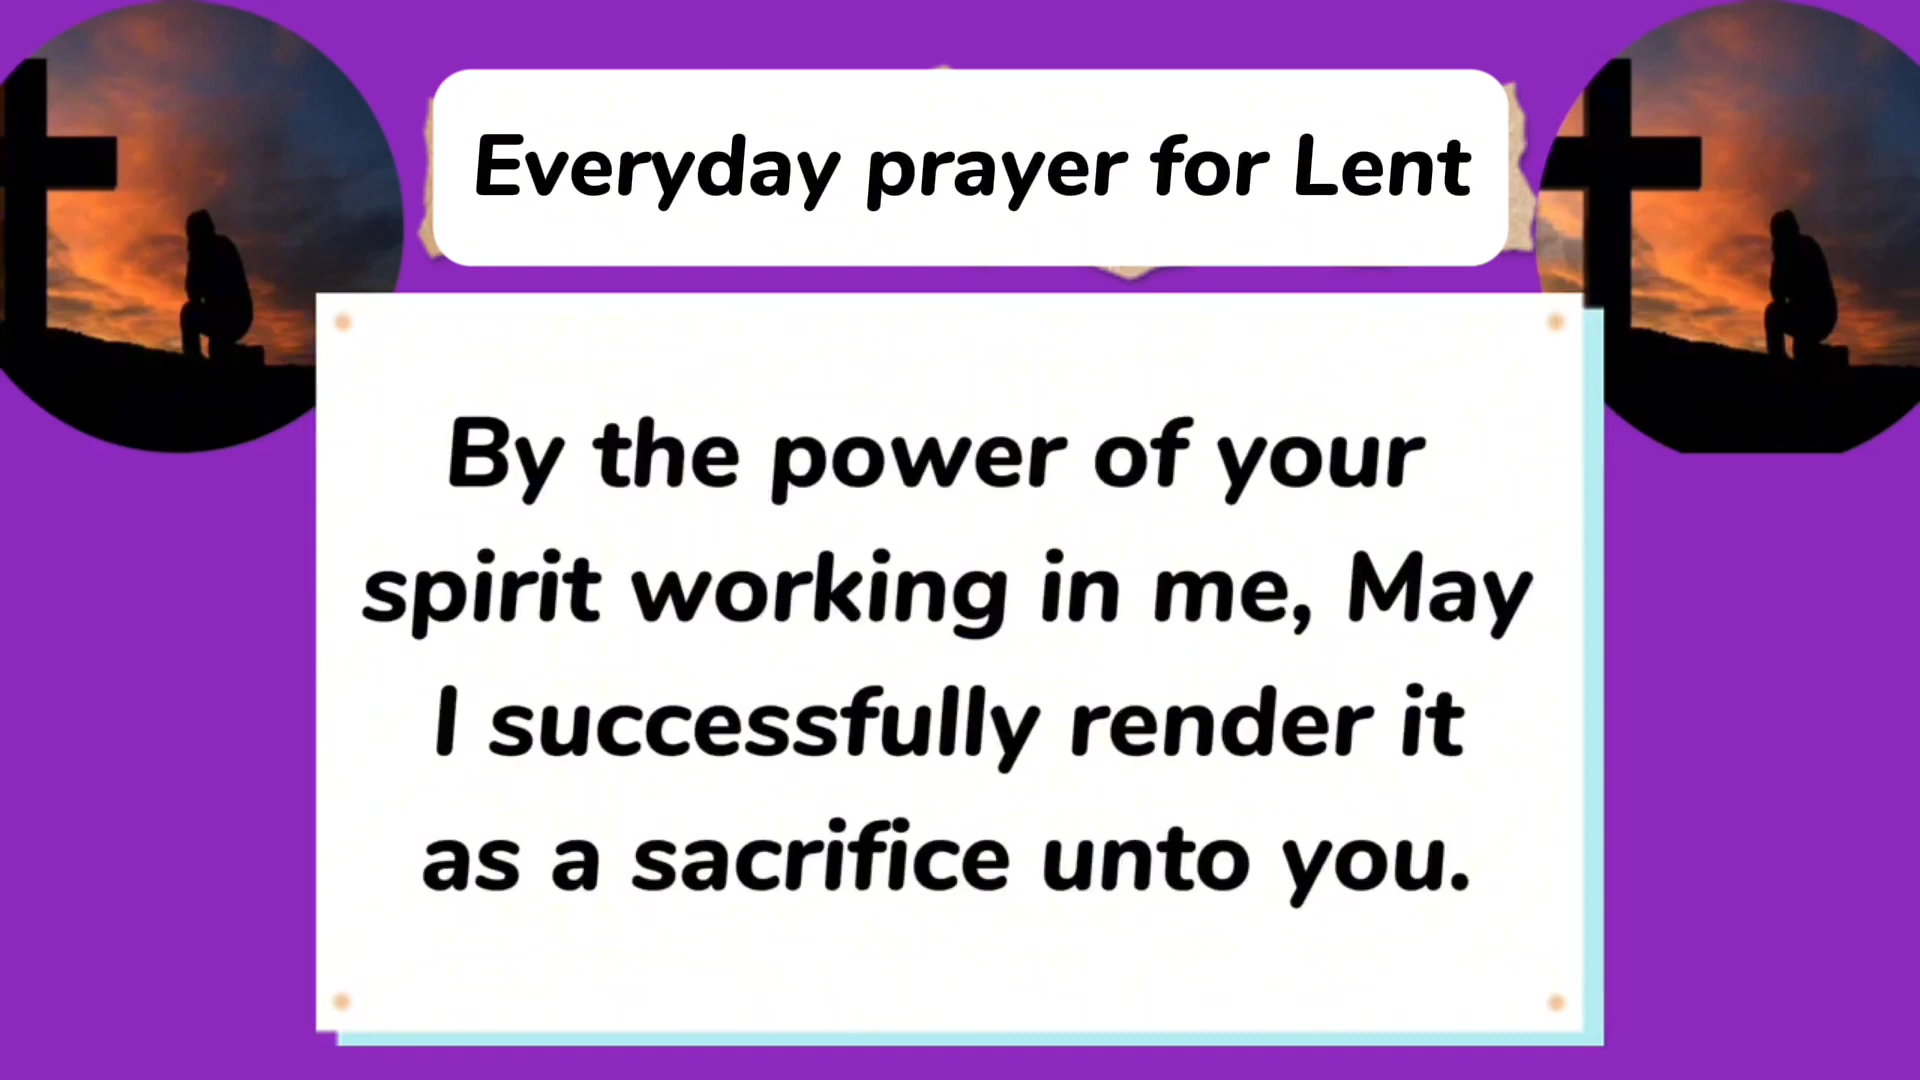 Everyday prayer for Lent
By the power of your
spirit working in me, May
I successfully render it
as a sacrifice unto you.